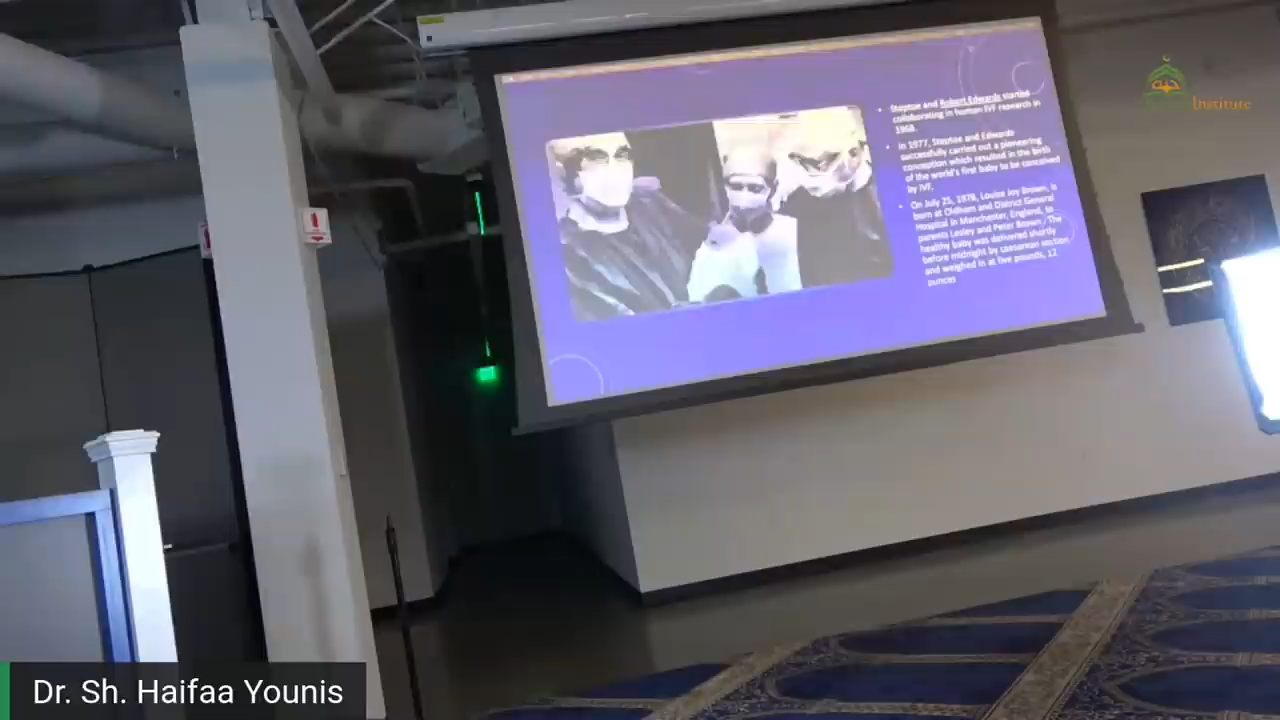 Steptoe and Robert Edwards started
collaborating in human IVF research in
1968.
In 1977, Steptoe and Edwards
successfully carried out a pioneering
conception which resulted in the birth
of the world's first baby to be conceived
by IVF,
On July 25, 1978, Louise Joy Brown, is
born at Oldham and District General
Hospital in Manchester, England, to
parents Lesley and Peter Brown. The
healthy baby was delivered shortly
before midnight by caesarean section
and weighed in at five pounds, 12
ounces
Institute
Dr. Sh. Haifaa Younis